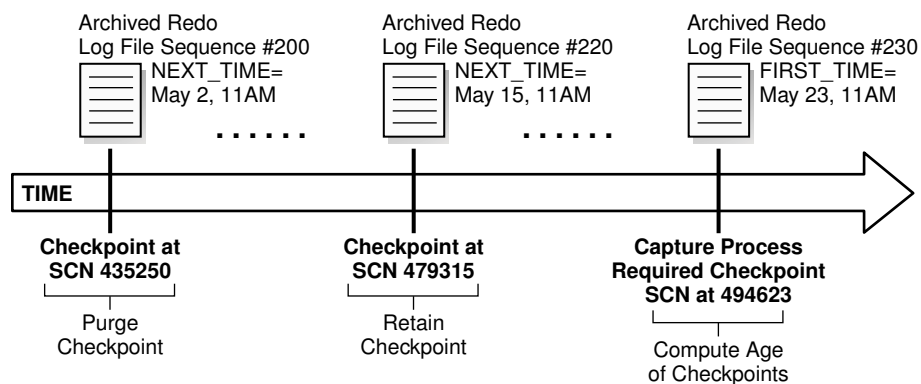 Archived Redo
Log File Sequence #200
NEXT_TIME=
May 2, 11AM
Archived Redo
Log File Sequence #220
NEXT_TIME=
May 15, 11AM
Archived Redo
Log File Sequence #230
FIRST_TIME=
May 23, 11AM
. . . . . .
. . . . . .
TIME
Checkpoint at
SCN 435250
Purge
Checkpoint
Checkpoint at
SCN 479315
Retain
Checkpoint
Capture Process
Required Checkpoint
SCN at 494623
Compute Age
of Checkpoints